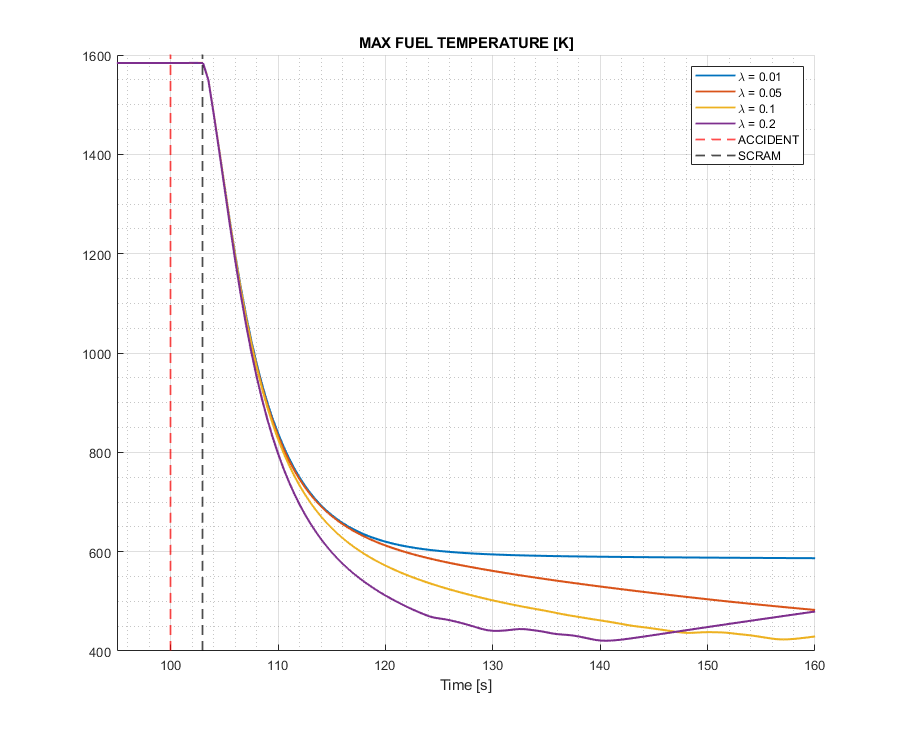 MAX FUEL TEMPERATURE [K]
1600
1400
1200
1000
800
600
400
λ = 0.01
λ = 0.05
λ = 0.1
λ = 0.2
ACCIDENT
SCRAM
100 110 120 130 140 150 160
Time [s]